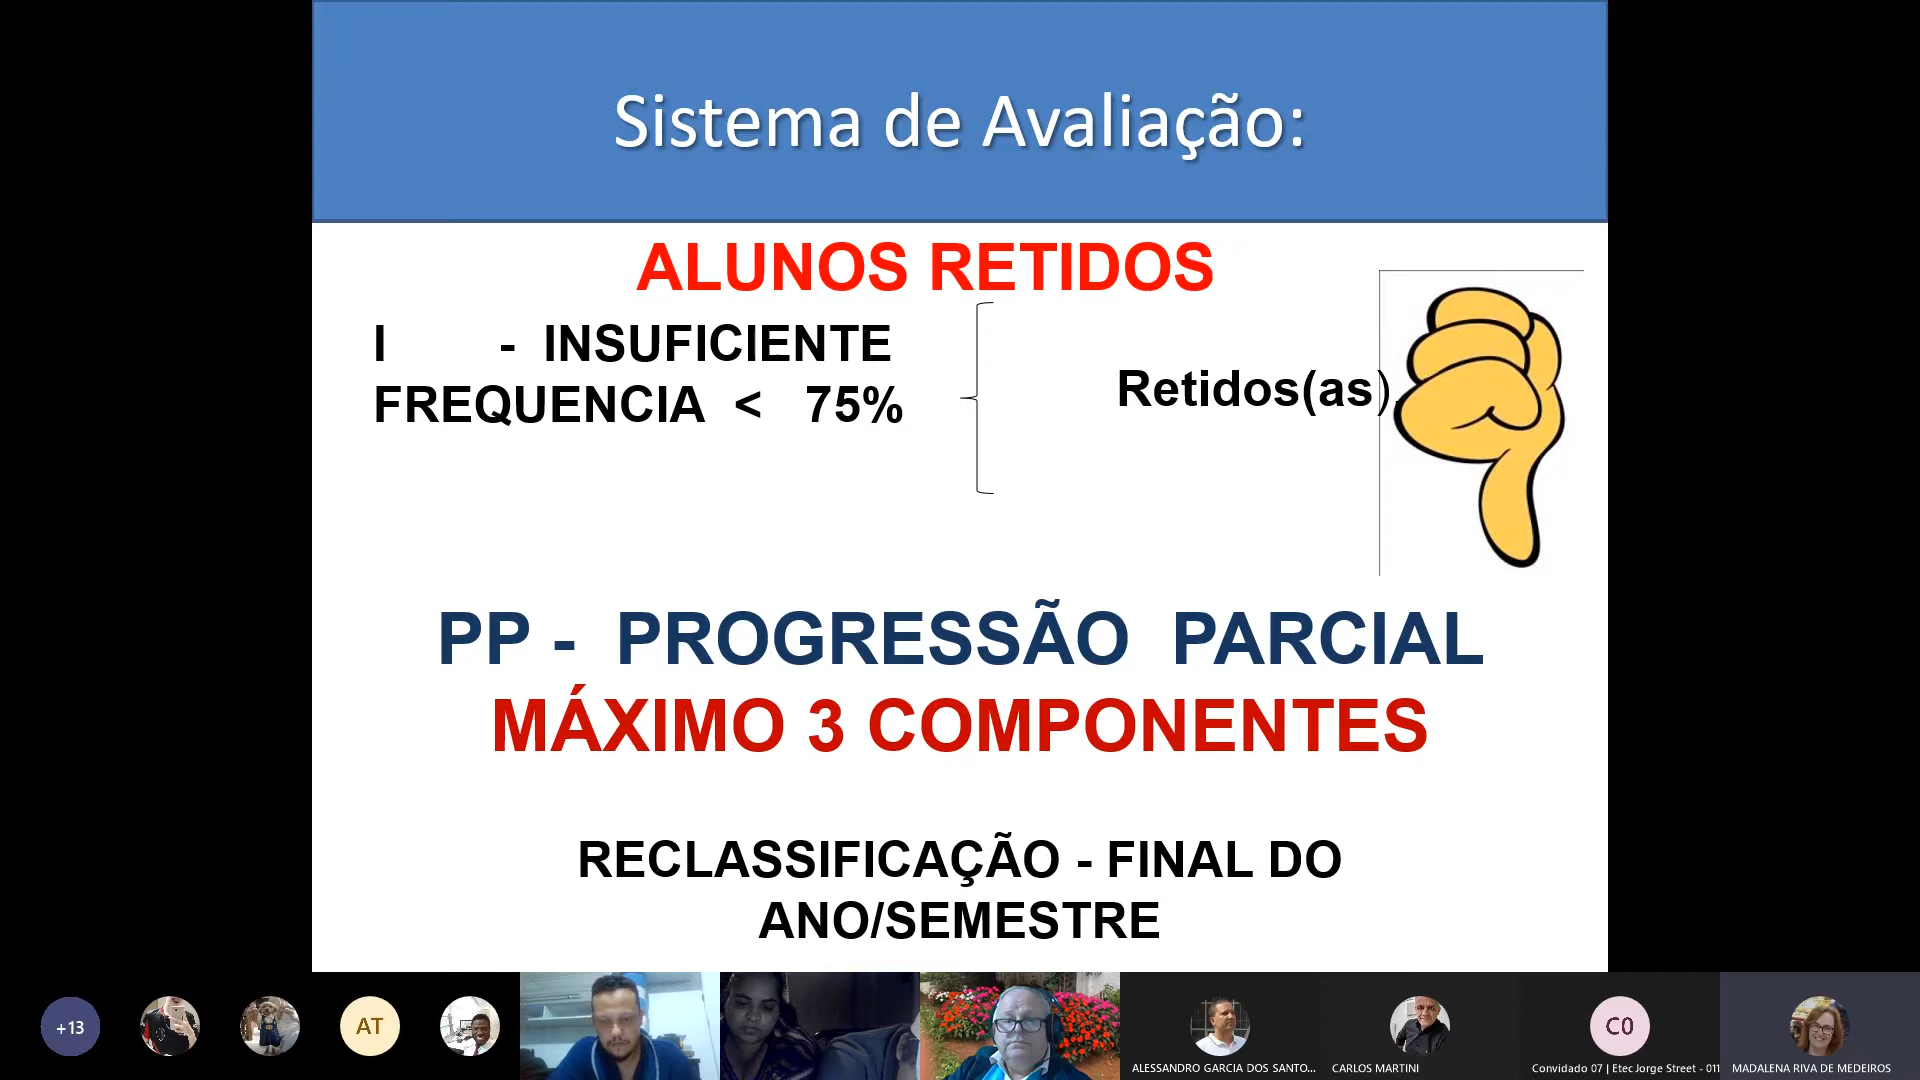 Sistema de Avaliação:
ALUNOS RETIDOS
I - INSUFICIENTE
FREQUENCIA < 75%
Retidos(as).
PP - PROGRESSÃO PARCIAL
MÁXIMO 3 COMPONENTES
RECLASSIFICAÇÃO - FINAL DO
ANO/SEMESTRE
+13
AT
C0
ALESSANDRO GARCIA DOS SANTO...
CARLOS MARTINI
Convidado 07 | Etec Jorge Street - 011
MADALENA RIVA DE MEDEIROS